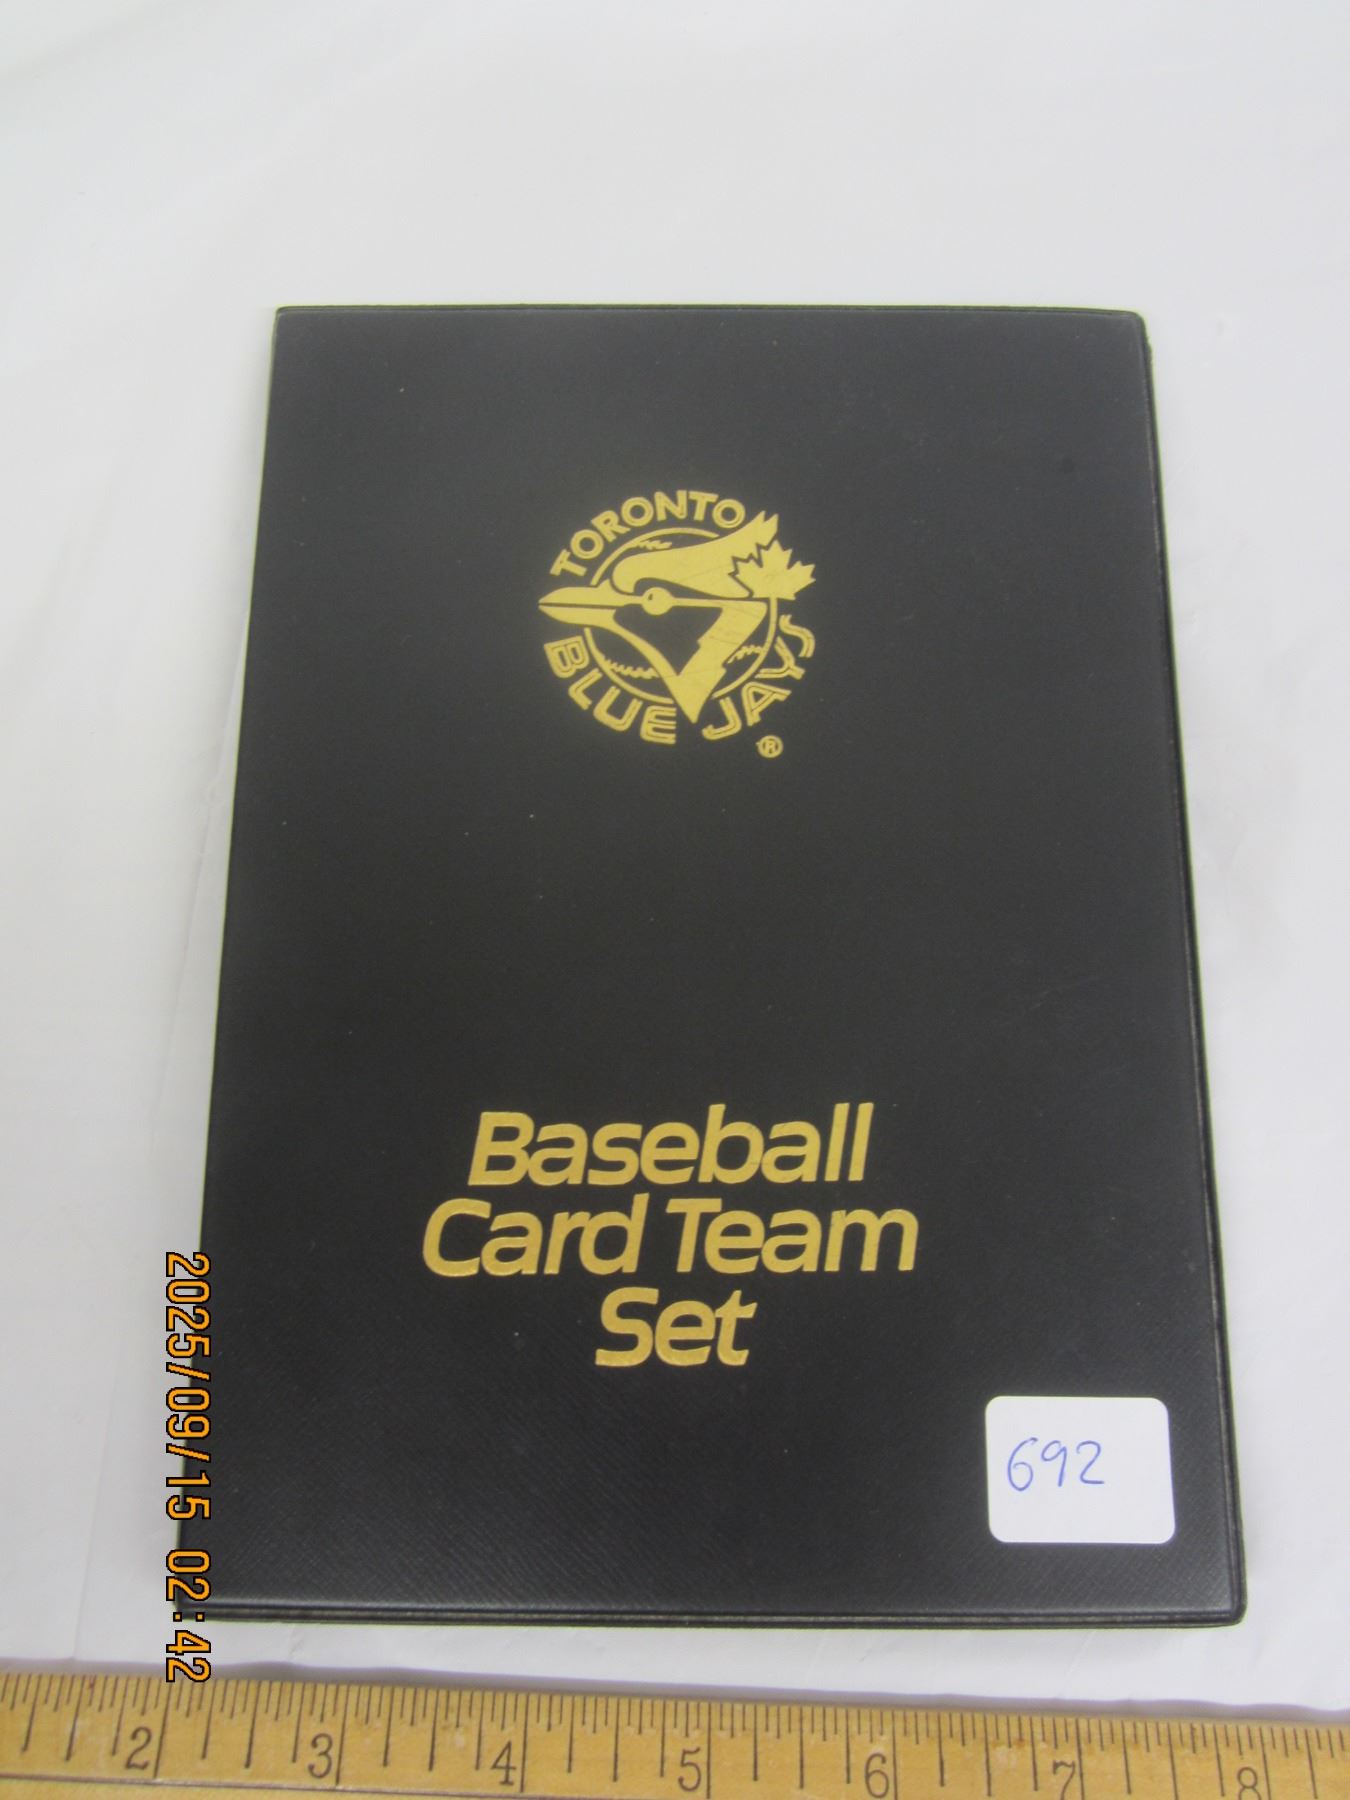 TORONTO
BLUE JAYS
®
Baseball
Card Team
Set
692
2025/09/15 02:42
2 3 4 5 6 7 8